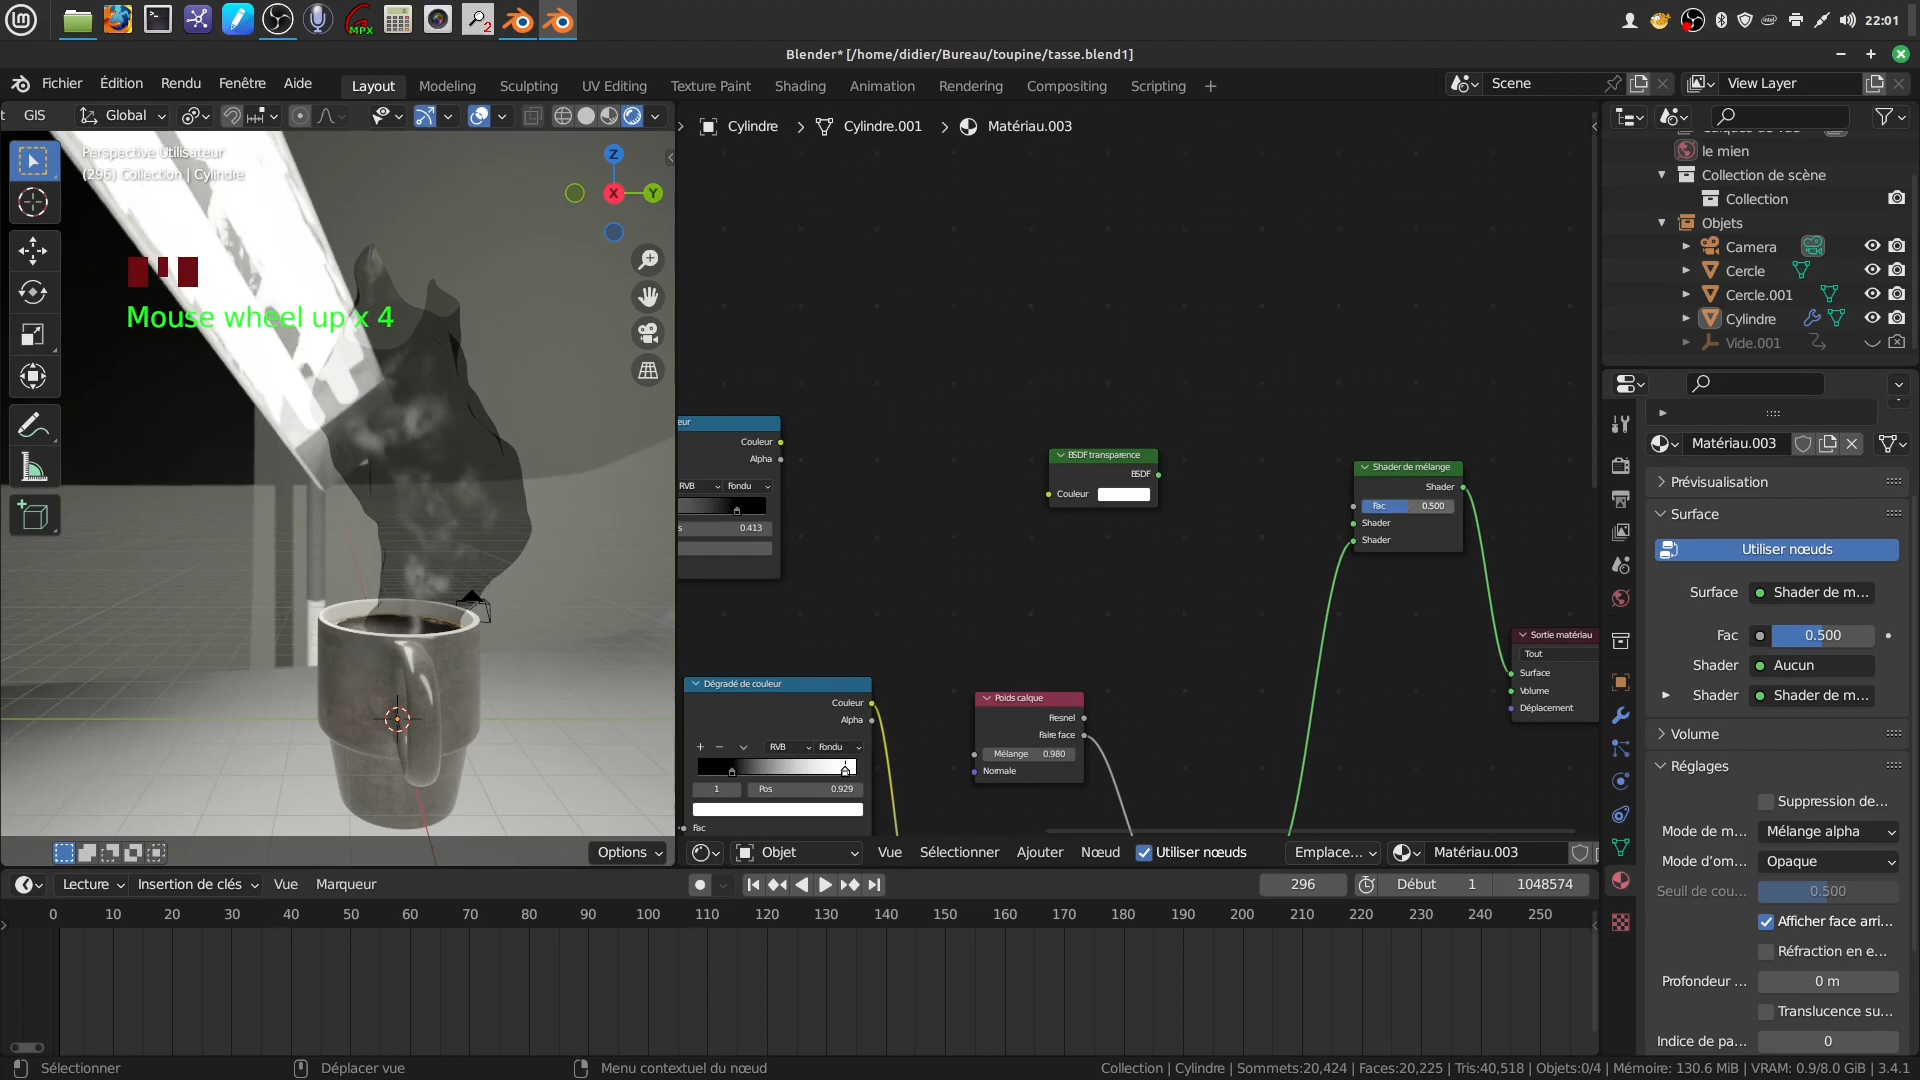 MPX
2
22:01
Blender* [/home/didier/Bureau/toupine/tasse.blend1]
Fichier Édition Rendu Fenêtre Aide
Layout Modeling Sculpting UV Editing Texture Paint Shading Animation Rendering Compositing Scripting +
Scene
View Layer
GIS
Global
Cylindre > Cylindre.001 > Matériau.003
Perspective Utilisateur
(296) Collection | Cylindre
Z
X
Y
Mouse wheel up x 4
le mien
Collection de scène
Collection
Objets
Camera
Cercle
Cercle.001
Cylindre
Vide.001
eur
Couleur
Alpha
RVB Fondu
s 0.413
BSDF transparence
BSDF
Couleur
Shader de mélange
Shader
Fac 0.500
Shader
Shader
Sortie matériau
Tout
Surface
Volume
Déplacement
Dégradé de couleur
Couleur
Alpha
+ − RVB Fondu
1 Pos 0.929
Fac
Poids calque
Fresnel
Faire face
Mélange 0.980
Normale
Matériau.003
Prévisualisation
Surface
Utiliser nœuds
Surface Shader de m...
Fac 0.500
Shader Aucun
Shader Shader de m...
Volume
Réglages
Suppression de...
Mode de m... Mélange alpha
Mode d'om... Opaque
Seuil de cou... 0.500
Afficher face arri...
Réfraction en e...
Profondeur ... 0 m
Translucence su...
Indice de pa... 0
Options
Objet Vue Sélectionner Ajouter Nœud Utiliser nœuds Emplace... Matériau.003
Lecture Insertion de clés Vue Marqueur
296 Début 1 1048574
0 10 20 30 40 50 60 70 80 90 100 110 120 130 140 150 160 170 180 190 200 210 220 230 240 250
Sélectionner Déplacer vue Menu contextuel du nœud
Collection | Cylindre | Sommets:20,424 | Faces:20,225 | Tris:40,518 | Objets:0/4 | Mémoire: 130.6 MiB | VRAM: 0.9/8.0 GiB | 3.4.1